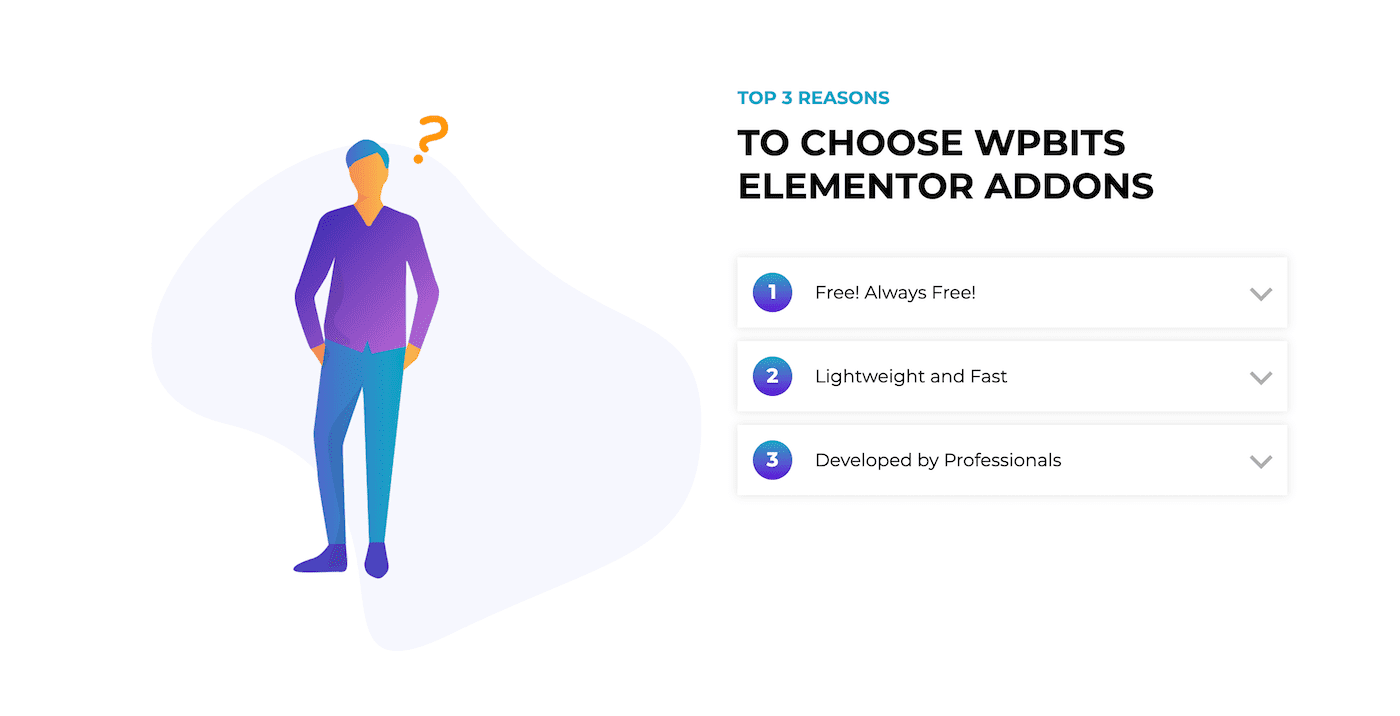 ?
TOP 3 REASONS
TO CHOOSE WPBITS
ELEMENTOR ADDONS
1 Free! Always Free!
2 Lightweight and Fast
3 Developed by Professionals